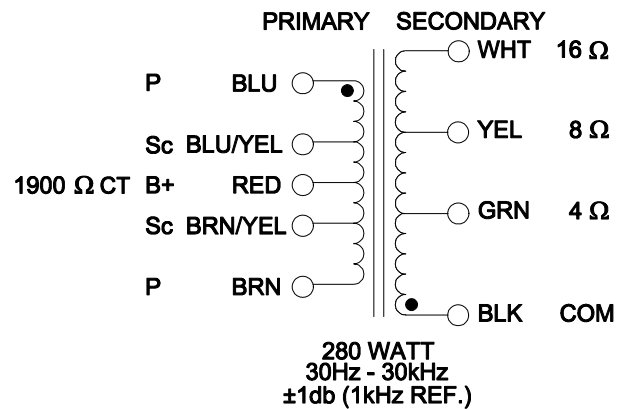 PRIMARY SECONDARY
WHT 16 Ω
P BLU
YEL 8 Ω
Sc BLU/YEL
1900 Ω CT B+ RED
GRN 4 Ω
Sc BRN/YEL
P BRN
BLK COM
280 WATT
30Hz - 30kHz
±1db (1kHz REF.)